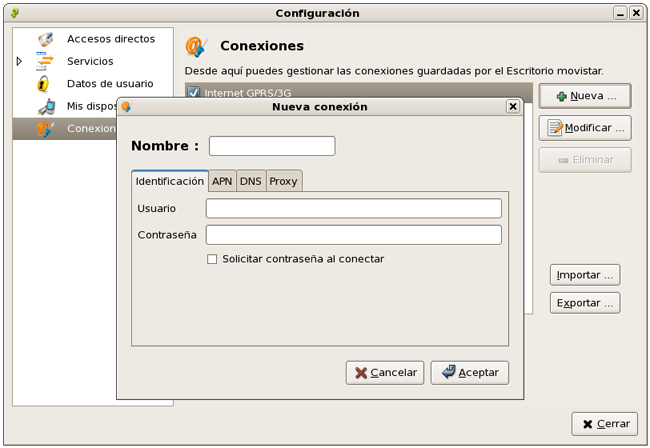 Configuración
Accesos directos
Servicios
Datos de usuario
Mis dispos
Conexion
Conexiones
Desde aquí puedes gestionar las conexiones guardadas por el Escritorio movistar.
Internet GPRS/3G
Nueva ...
Modificar ...
Eliminar
Importar ...
Exportar ...
Cerrar
Nueva conexión
Nombre :
Identificación APN DNS Proxy
Usuario
Contraseña
Solicitar contraseña al conectar
Cancelar Aceptar